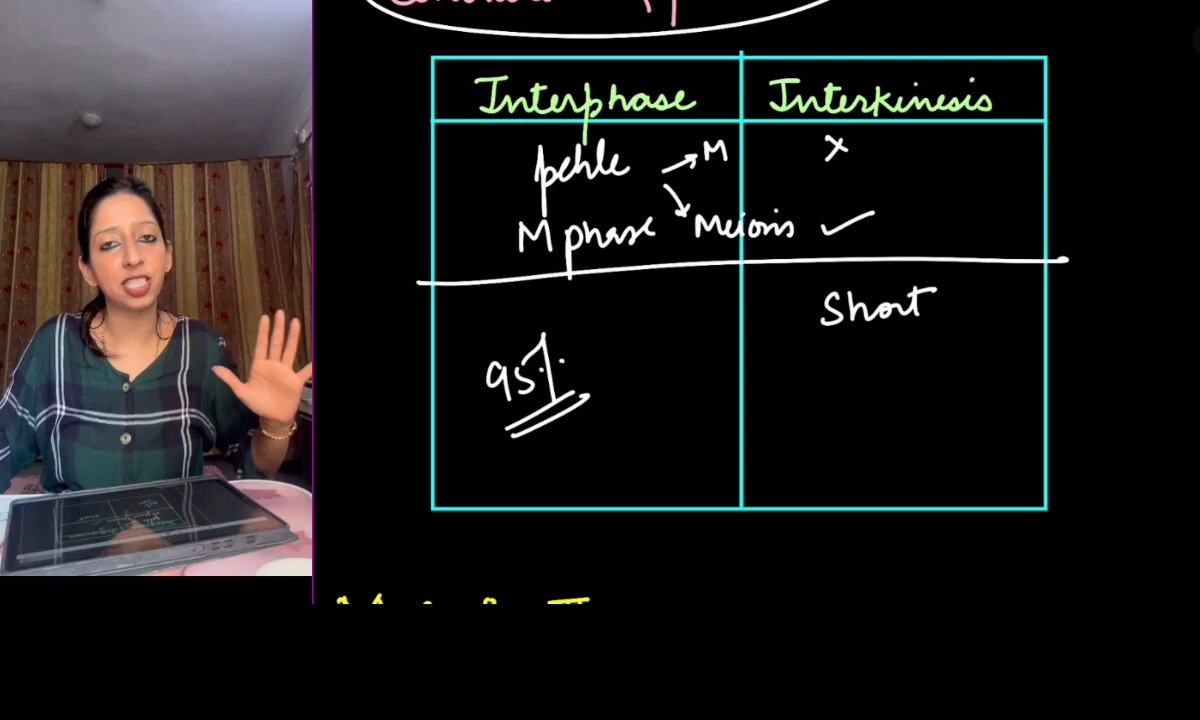 Interphase Interkinesis
pehle → M ×
M phase Meiosis ✓
Short
95%